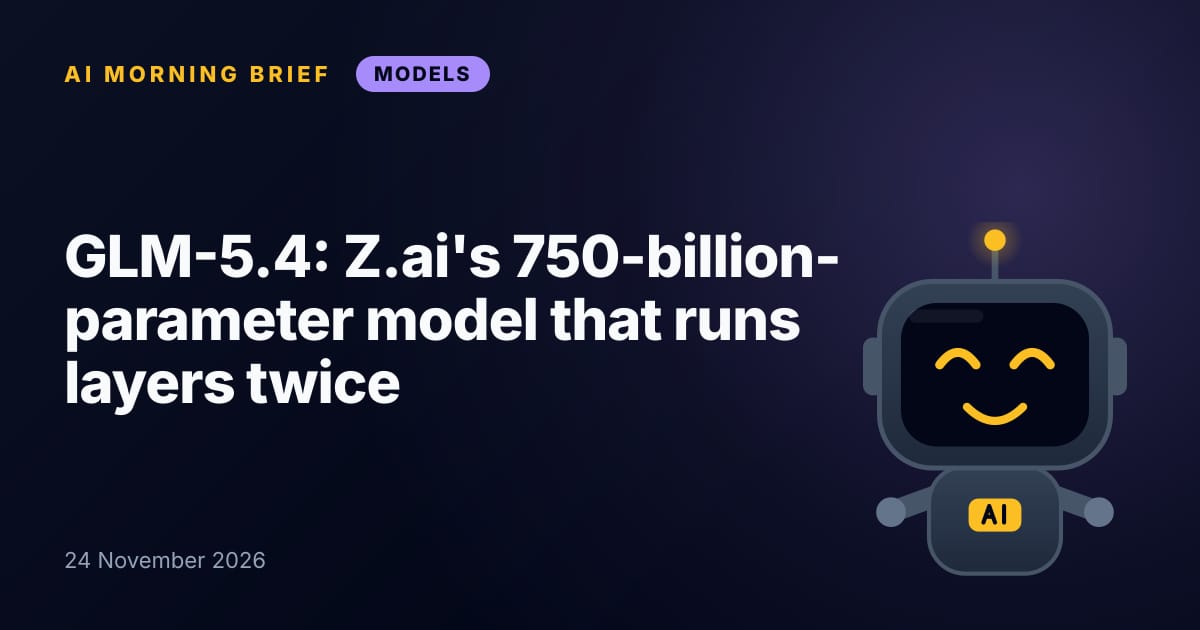 AI MORNING BRIEF
MODELS
GLM-5.4: Z.ai's 750-billion-
parameter model that runs
layers twice
AI
24 November 2026